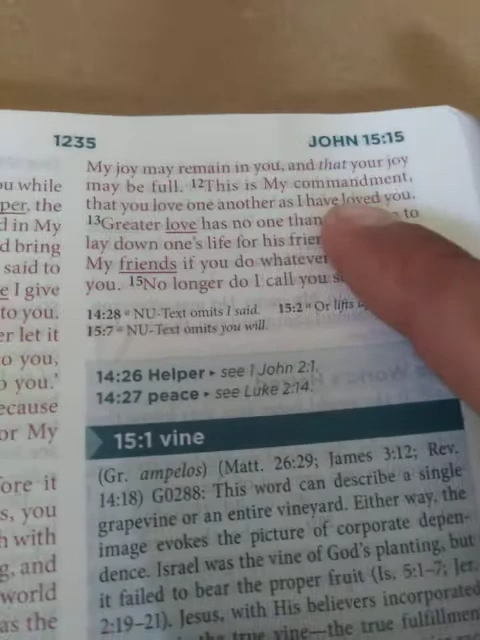 1235
JOHN 15:15
ou while
per, the
d in My
d bring
said to
e I give
to you.
er let it
o you,
o you.'
ecause
or My
ore it
s, you
h with
g, and
world
as the
My joy may remain in you, and that your joy
may be full. 12This is My commandment,
that you love one another as I have loved you.
13Greater love has no one than to
lay down one's life for his frien
My friends if you do whatever
you. 15No longer do I call you s
14:28 a NU-Text omits I said. 15:2 a Or lifts u
15:7 a NU-Text omits you will.
14:26 Helper ▸ see 1 John 2:1.
14:27 peace ▸ see Luke 2:14.
15:1 vine
(Gr. ampelos) (Matt. 26:29; James 3:12; Rev.
14:18) G0288: This word can describe a single
grapevine or an entire vineyard. Either way, the
image evokes the picture of corporate depen-
dence. Israel was the vine of God's planting, but
it failed to bear the proper fruit (Is. 5:1–7; Jer.
2:19–21). Jesus, with His believers incorporated
the true vine—the true fulfillment